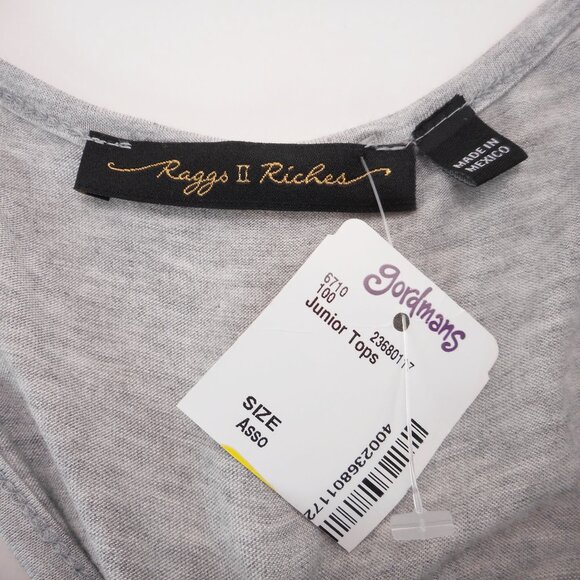 Raggs II Riches
MADE IN
MEXICO
gordmans
6710
100
23680117
Junior Tops
SIZE
Asso
400236801172